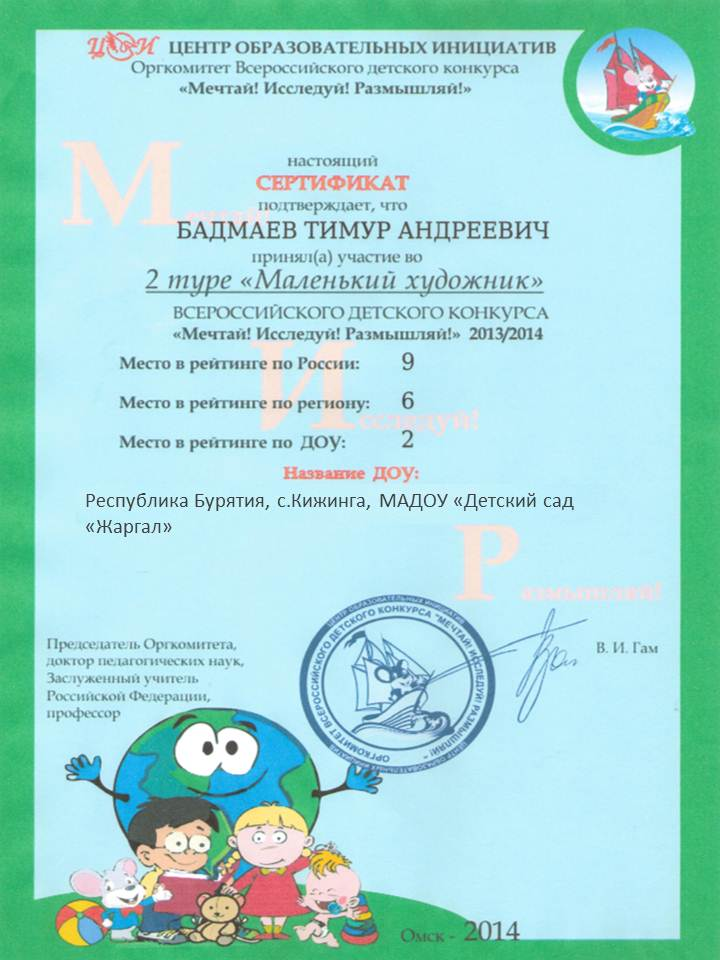 ЦОИ ЦЕНТР ОБРАЗОВАТЕЛЬНЫХ ИНИЦИАТИВ
Оргкомитет Всероссийского детского конкурса
«Мечтай! Исследуй! Размышляй!»
настоящий
СЕРТИФИКАТ
Мечтай!
подтверждает, что
БАДМАЕВ ТИМУР АНДРЕЕВИЧ
принял(а) участие во
2 туре «Маленький художник»
ВСЕРОССИЙСКОГО ДЕТСКОГО КОНКУРСА
«Мечтай! Исследуй! Размышляй!» 2013/2014
Место в рейтинге по России: 9
Место в рейтинге по региону: 6
Исследуй!
Место в рейтинге по ДОУ: 2
Название ДОУ:
Республика Бурятия, с.Кижинга, МАДОУ «Детский сад
«Жаргал»
Размышляй!
ЦЕНТР ОБРАЗОВАТЕЛЬНЫХ ИНИЦИАТИВ
ОРГКОМИТЕТ ВСЕРОССИЙСКОГО ДЕТСКОГО КОНКУРСА "МЕЧТАЙ! ИССЛЕДУЙ! РАЗМЫШЛЯЙ!"
Председатель Оргкомитета,
доктор педагогических наук,
Заслуженный учитель
Российской Федерации,
профессор
В. И. Гам
Омск - 2014